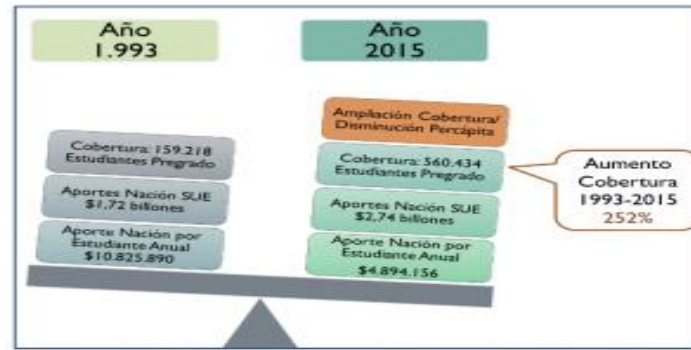 Año
1.993
Año
2015
Ampliación Cobertura/
Disminución Percápita
Cobertura: 159.218
Estudiantes Pregrado
Aportes Nación SUE
$1,72 billones
Aporte Nación por
Estudiante Anual
$10.825.890
Cobertura: 560.434
Estudiantes Pregrado
Aportes Nación SUE
$2,74 billones
Aporte Nación por
Estudiante Anual
$4.894.156
Aumento
Cobertura
1993-2015
252%